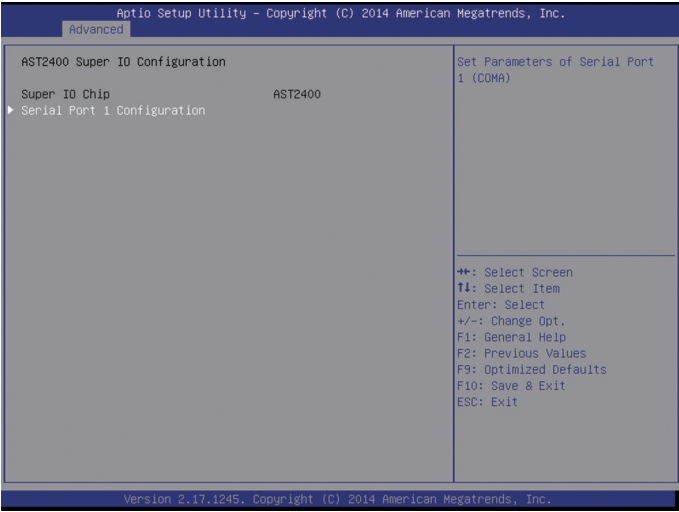 Aptio Setup Utility – Copyright (C) 2014 American Megatrends, Inc.
Advanced
AST2400 Super IO Configuration
Super IO Chip AST2400
▶ Serial Port 1 Configuration
Set Parameters of Serial Port
1 (COMA)
→←: Select Screen
↑↓: Select Item
Enter: Select
+/-: Change Opt.
F1: General Help
F2: Previous Values
F9: Optimized Defaults
F10: Save & Exit
ESC: Exit
Version 2.17.1245. Copyright (C) 2014 American Megatrends, Inc.